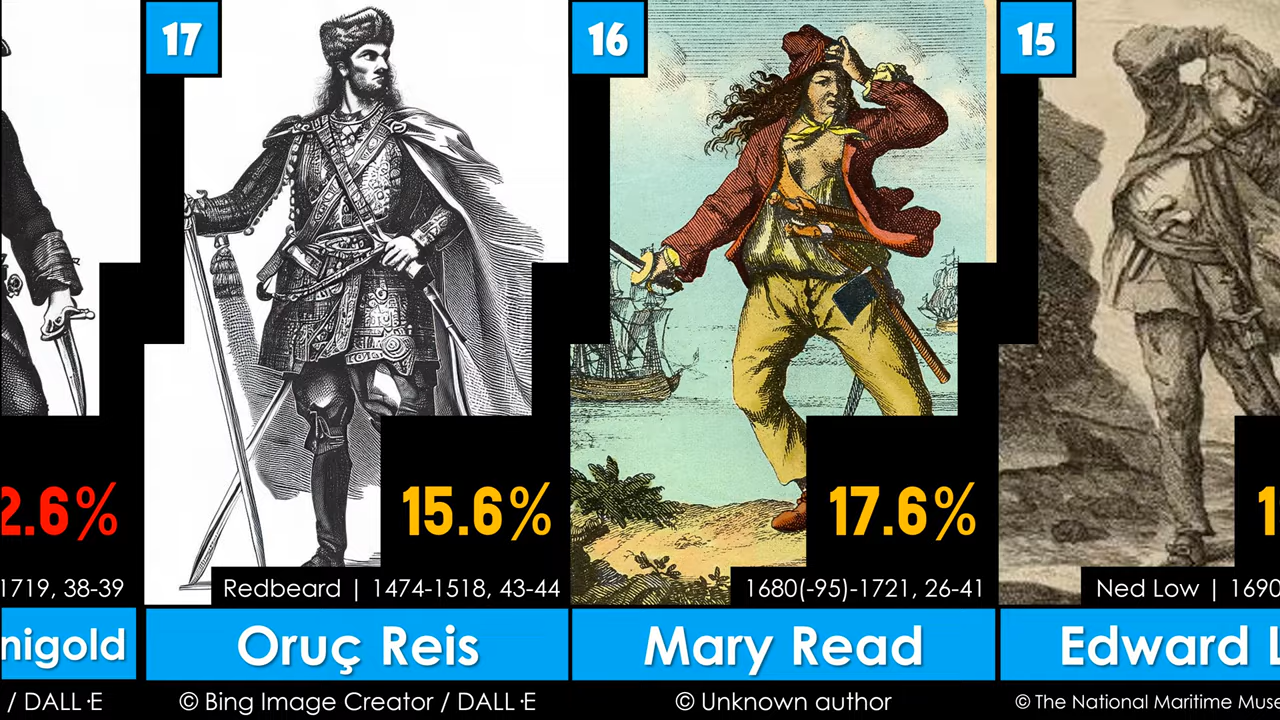 17
16
15
2.6%
15.6%
17.6%
1719, 38-39
Redbeard | 1474-1518, 43-44
1680(-95)-1721, 26-41
Ned Low | 1690
nigold
Oruç Reis
Mary Read
Edward
/ DALL·E
© Bing Image Creator / DALL·E
© Unknown author
© The National Maritime Muse